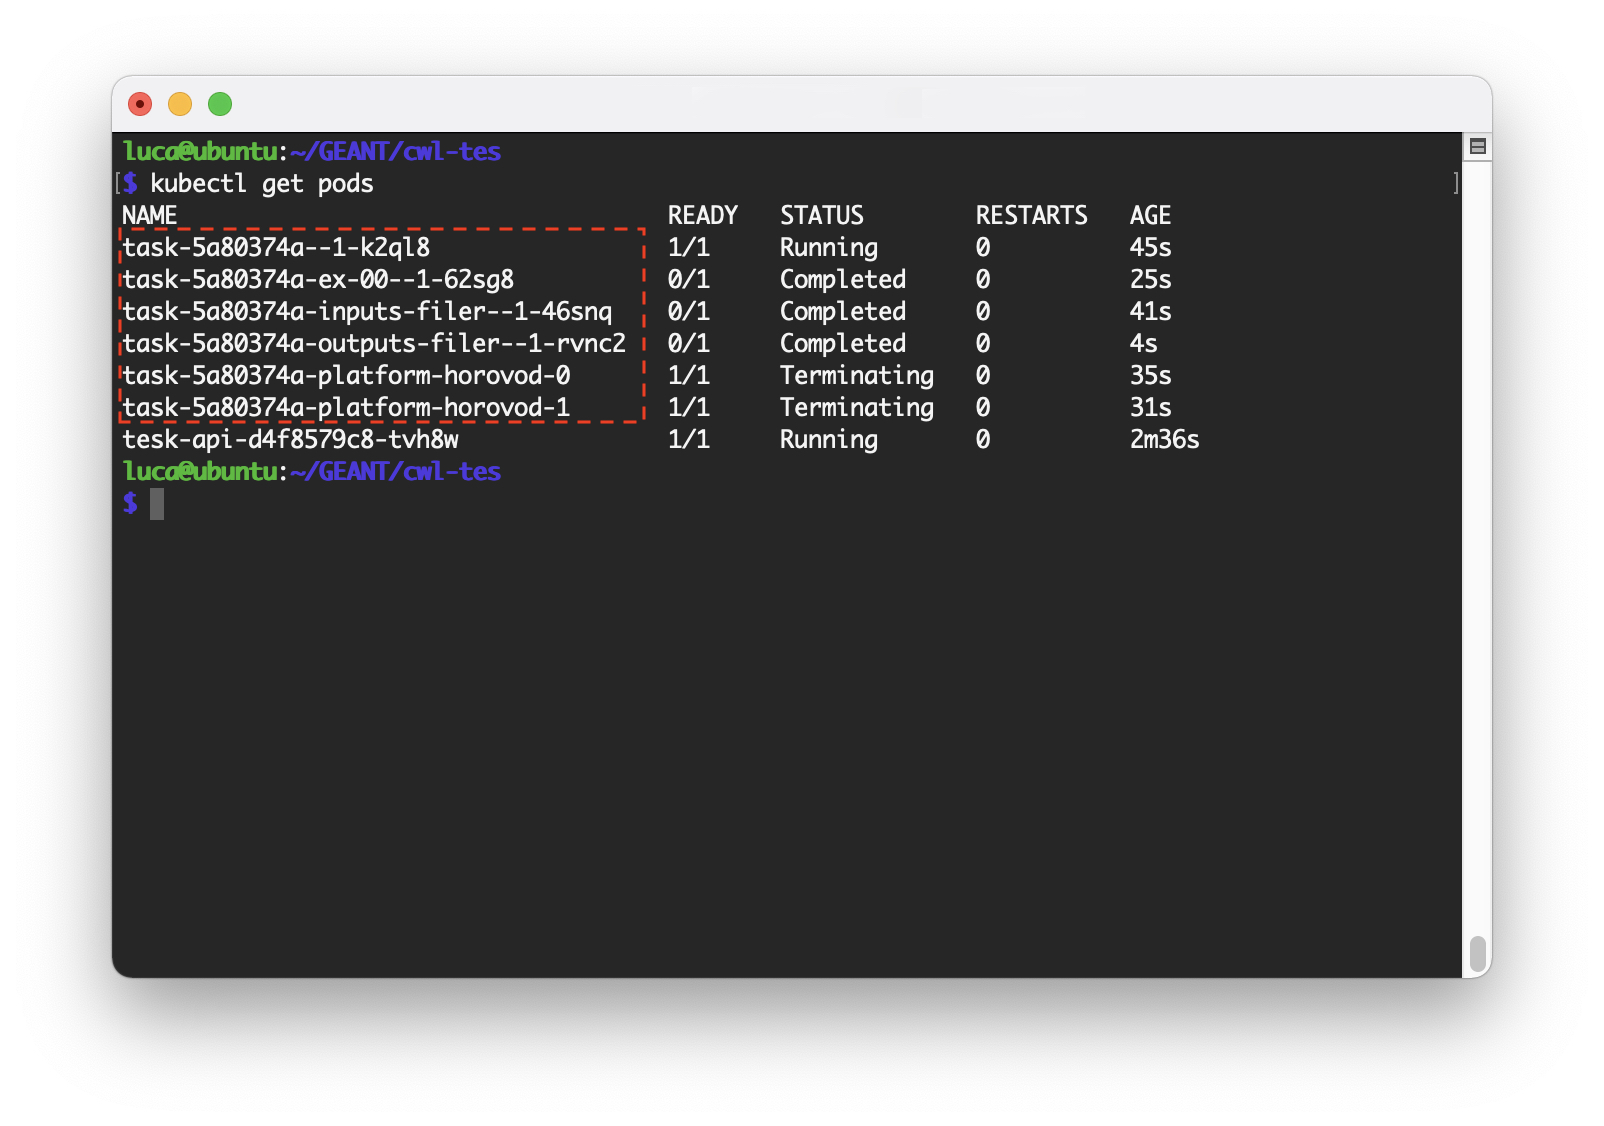 luca@ubuntu:~/GEANT/cwl-tes
[$ kubectl get pods ]
NAME READY STATUS RESTARTS AGE
task-5a80374a--1-k2ql8 1/1 Running 0 45s
task-5a80374a-ex-00--1-62sg8 0/1 Completed 0 25s
task-5a80374a-inputs-filer--1-46snq 0/1 Completed 0 41s
task-5a80374a-outputs-filer--1-rvnc2 0/1 Completed 0 4s
task-5a80374a-platform-horovod-0 1/1 Terminating 0 35s
task-5a80374a-platform-horovod-1 1/1 Terminating 0 31s
tesk-api-d4f8579c8-tvh8w 1/1 Running 0 2m36s
luca@ubuntu:~/GEANT/cwl-tes
$